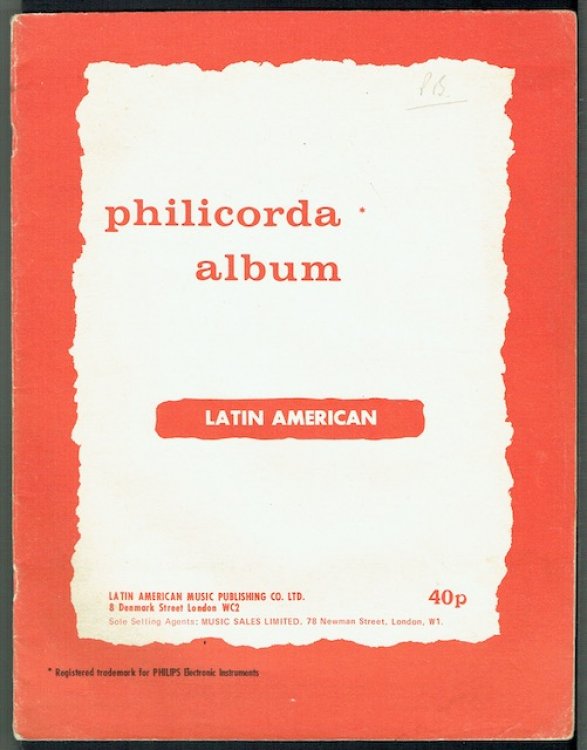 P.B.
philicorda *
album
LATIN AMERICAN
LATIN AMERICAN MUSIC PUBLISHING CO. LTD.
8 Denmark Street London WC2
40p
Sole Selling Agents: MUSIC SALES LIMITED, 78 Newman Street, London, W1.
* Registered trademark for PHILIPS Electronic Instruments